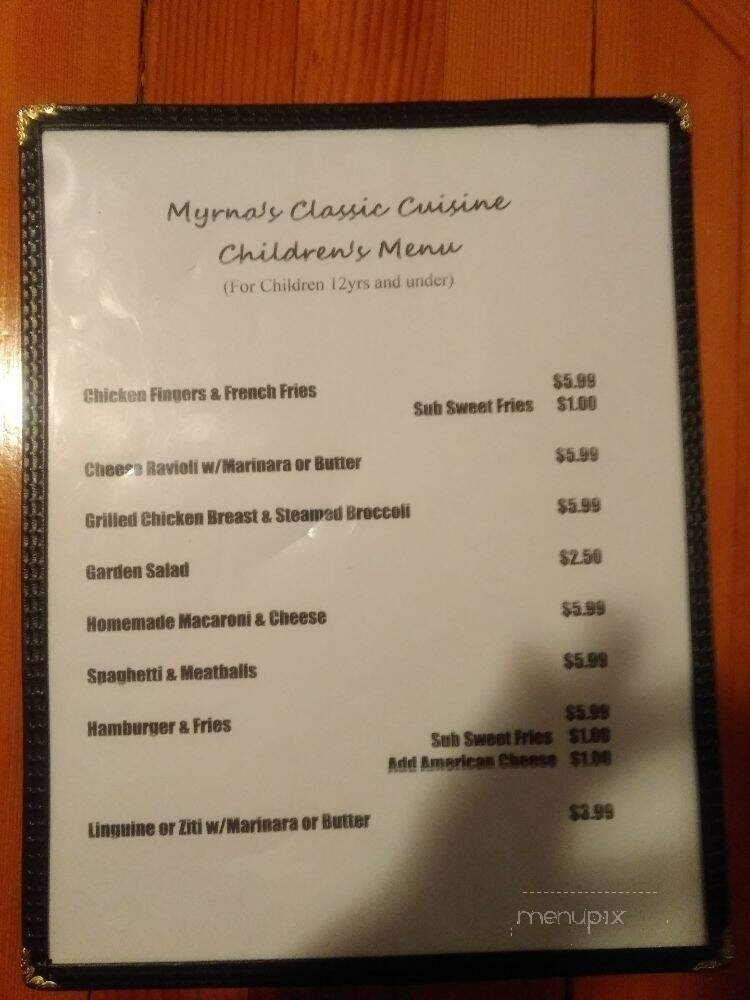 Myrna's Classic Cuisine
Children's Menu
(For Children 12yrs and under)
Chicken Fingers & French Fries $5.99
Sub Sweet Fries $1.00
Cheese Ravioli w/Marinara or Butter $5.99
Grilled Chicken Breast & Steamed Broccoli $5.99
Garden Salad $2.50
Homemade Macaroni & Cheese $5.99
Spaghetti & Meatballs $5.99
Hamburger & Fries $5.99
Sub Sweet Fries $1.00
Add American Cheese $1.00
Linguine or Ziti w/Marinara or Butter $3.99
menupix